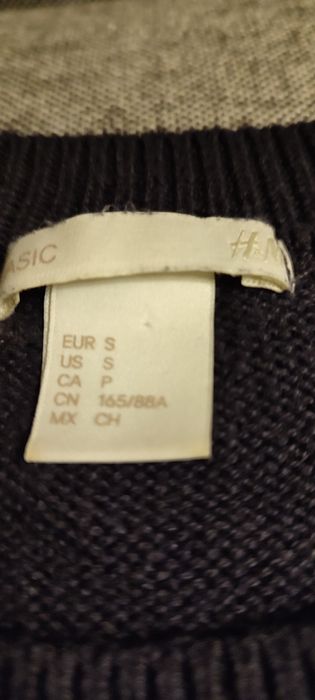 ASIC H&M
EUR S
US S
CA P
CN 165/88A
MX CH